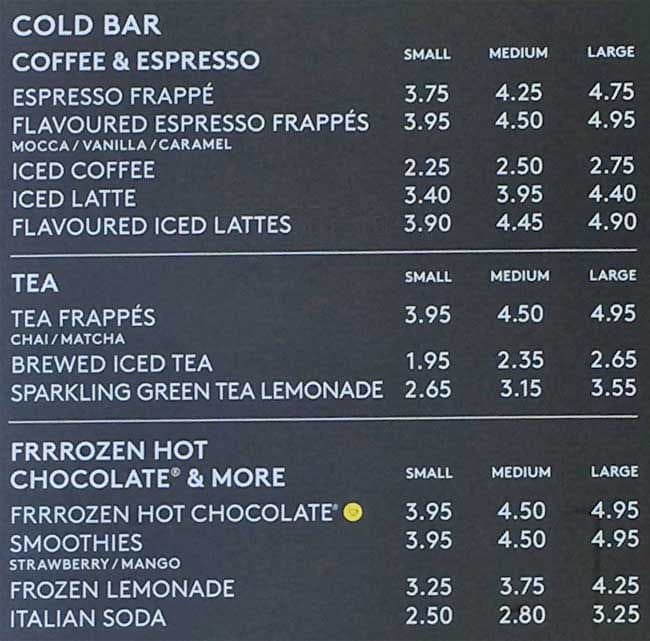 COLD BAR
COFFEE & ESPRESSO SMALL MEDIUM LARGE
ESPRESSO FRAPPÉ 3.75 4.25 4.75
FLAVOURED ESPRESSO FRAPPÉS 3.95 4.50 4.95
MOCCA / VANILLA / CARAMEL
ICED COFFEE 2.25 2.50 2.75
ICED LATTE 3.40 3.95 4.40
FLAVOURED ICED LATTES 3.90 4.45 4.90
TEA SMALL MEDIUM LARGE
TEA FRAPPÉS 3.95 4.50 4.95
CHAI / MATCHA
BREWED ICED TEA 1.95 2.35 2.65
SPARKLING GREEN TEA LEMONADE 2.65 3.15 3.55
FRRROZEN HOT
CHOCOLATE® & MORE SMALL MEDIUM LARGE
FRRROZEN HOT CHOCOLATE® 3.95 4.50 4.95
SMOOTHIES 3.95 4.50 4.95
STRAWBERRY / MANGO
FROZEN LEMONADE 3.25 3.75 4.25
ITALIAN SODA 2.50 2.80 3.25